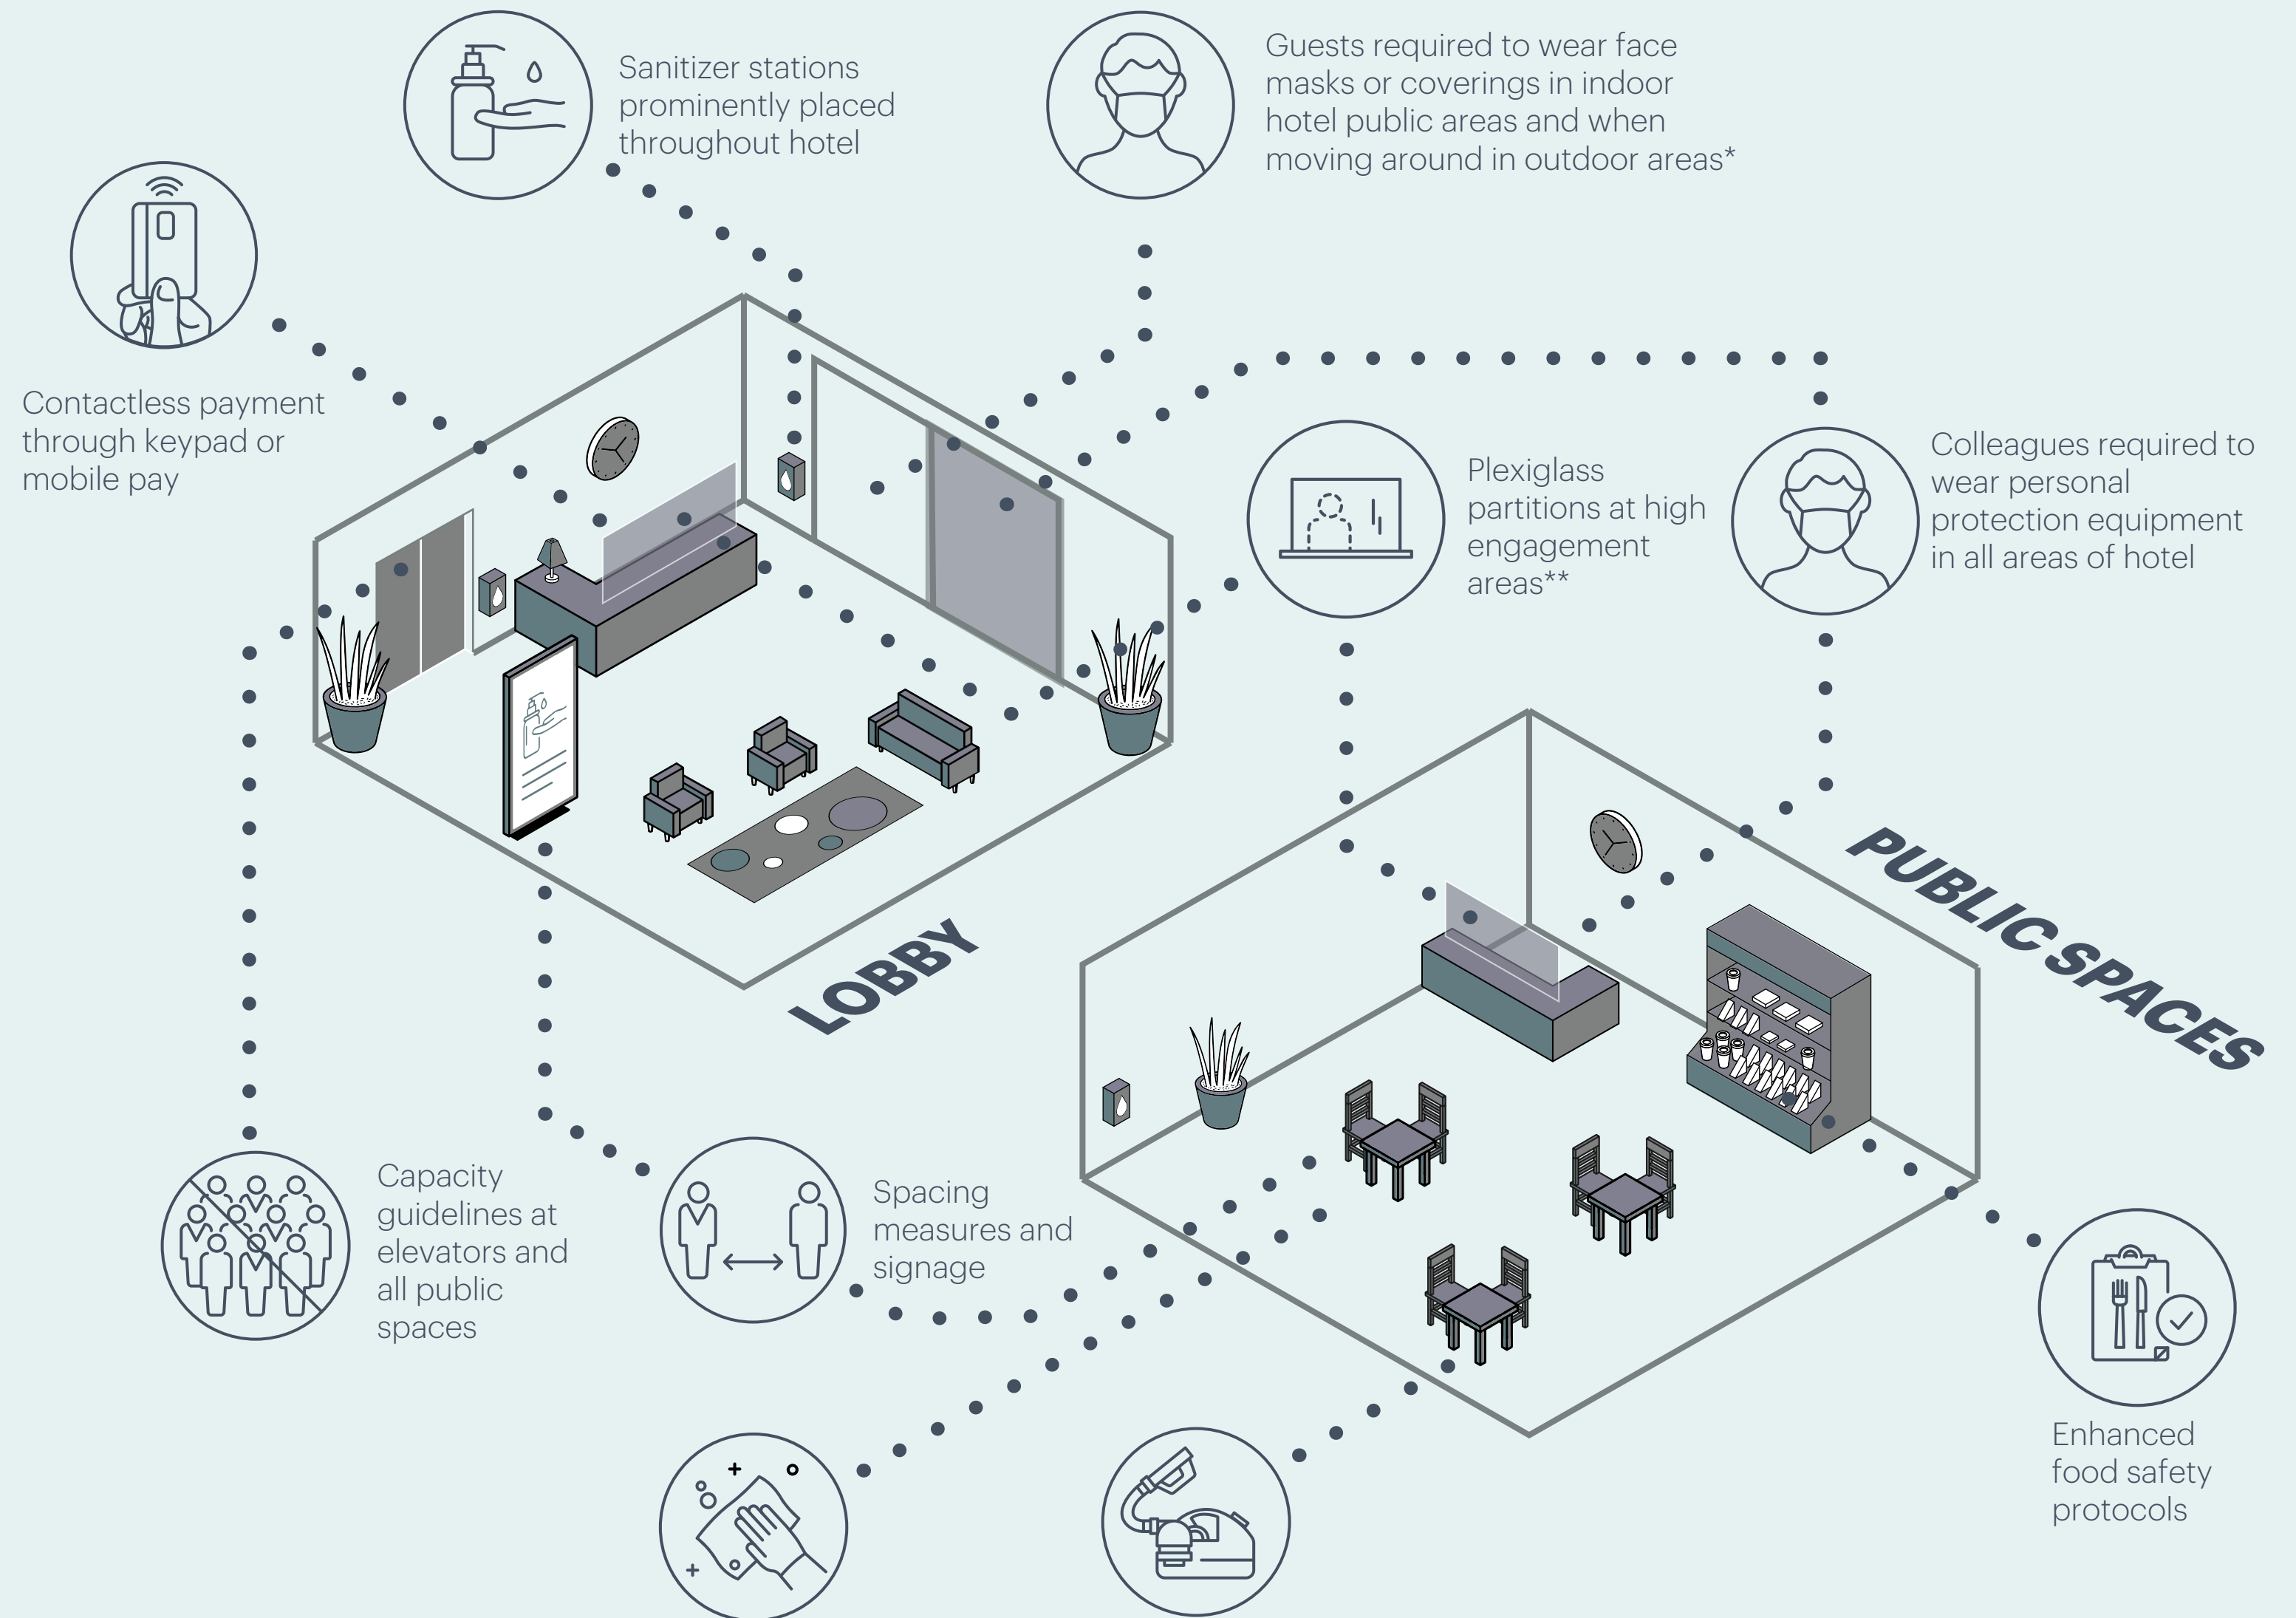 Sanitizer stations
prominently placed
throughout hotel
Guests required to wear face
masks or coverings in indoor
hotel public areas and when
moving around in outdoor areas*
Contactless payment
through keypad or
mobile pay
Plexiglass
partitions at high
engagement
areas**
Colleagues required to
wear personal
protection equipment
in all areas of hotel
LOBBY
PUBLIC SPACES
Capacity
guidelines at
elevators and
all public
spaces
Spacing
measures and
signage
Enhanced
food safety
protocols